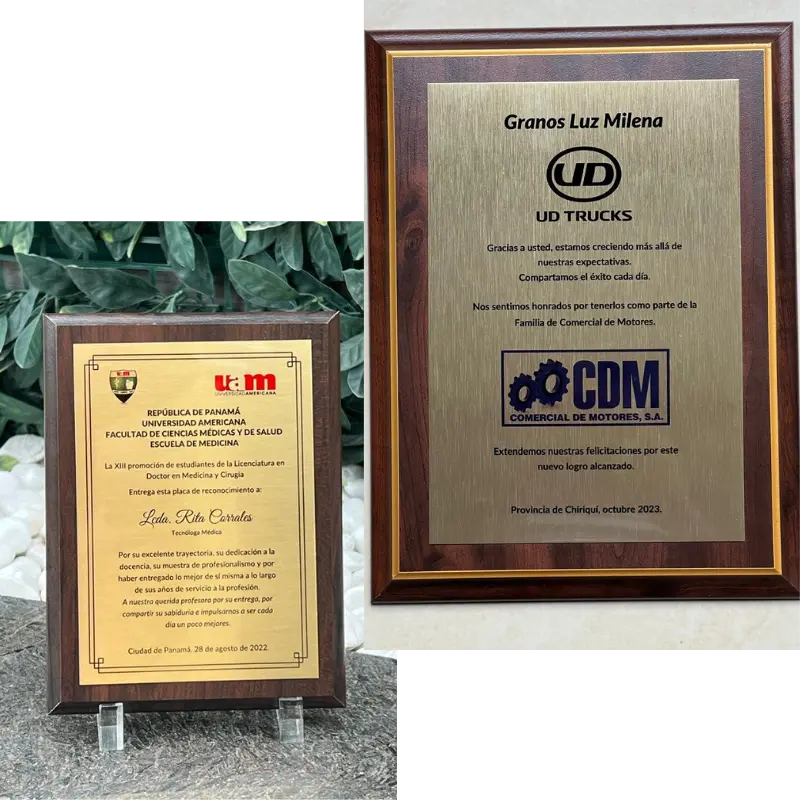 Granos Luz Milena
UD
UD TRUCKS
Gracias a usted, estamos creciendo más allá de
nuestras expectativas.
Compartamos el éxito cada día.
Nos sentimos honrados por tenerlos como parte de la
Familia de Comercial de Motores.
CDM
COMERCIAL DE MOTORES, S.A.
Extendemos nuestras felicitaciones por este
nuevo logro alcanzado.
Provincia de Chiriquí, octubre 2023.
uam
UNIVERSIDAD AMERICANA
REPÚBLICA DE PANAMÁ
UNIVERSIDAD AMERICANA
FACULTAD DE CIENCIAS MÉDICAS Y DE SALUD
ESCUELA DE MEDICINA
La XIII promoción de estudiantes de la Licenciatura en
Doctor en Medicina y Cirugía
Entrega esta placa de reconocimiento a:
Lcda. Rita Corrales
Tecnóloga Médica
Por su excelente trayectoria, su dedicación a la
docencia, su muestra de profesionalismo y por
haber entregado lo mejor de sí misma a lo largo
de sus años de servicio a la profesión.
A nuestra querida profesora por su entrega, por
compartir su sabiduría e impulsarnos a ser cada
día un poco mejores.
Ciudad de Panamá, 28 de agosto de 2022.